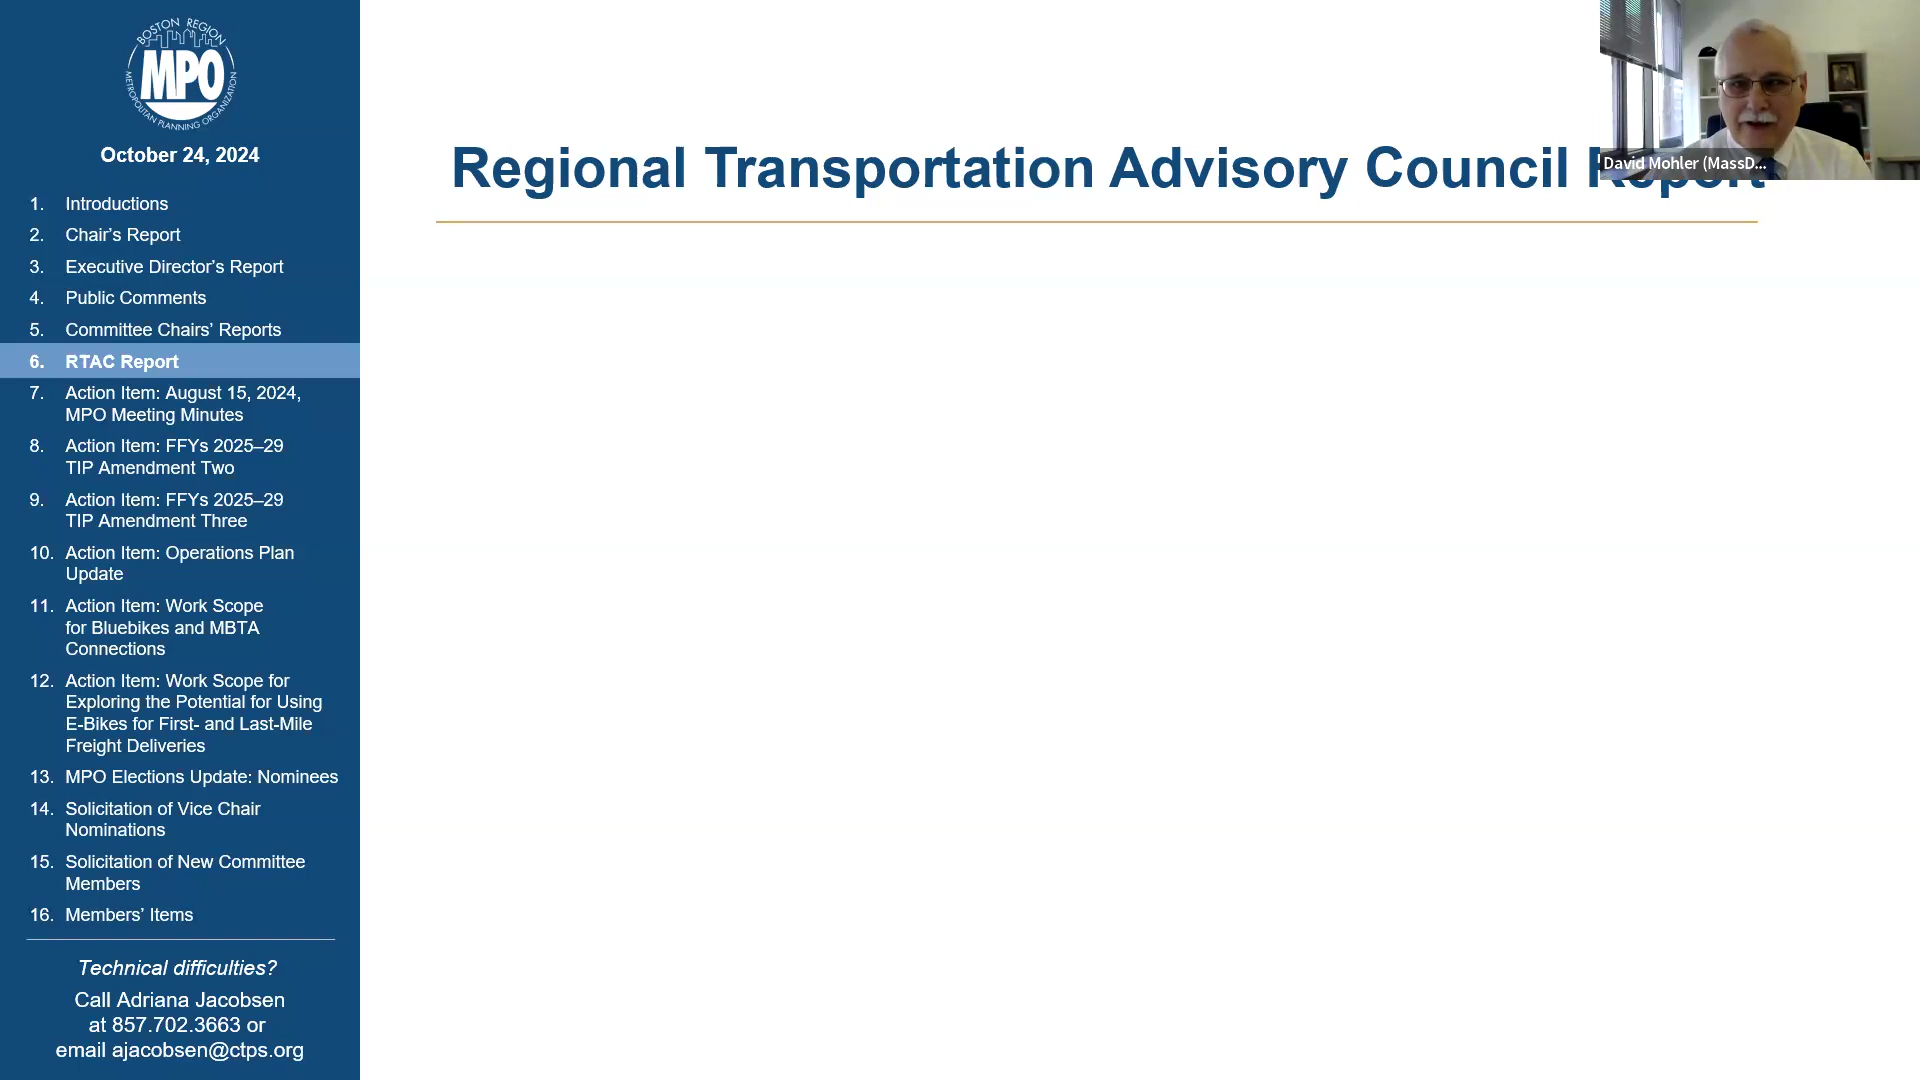 BOSTON REGION
MPO
METROPOLITAN PLANNING ORGANIZATION
October 24, 2024
1. Introductions
2. Chair’s Report
3. Executive Director’s Report
4. Public Comments
5. Committee Chairs’ Reports
6. RTAC Report
7. Action Item: August 15, 2024,
MPO Meeting Minutes
8. Action Item: FFYs 2025–29
TIP Amendment Two
9. Action Item: FFYs 2025–29
TIP Amendment Three
10. Action Item: Operations Plan
Update
11. Action Item: Work Scope
for Bluebikes and MBTA
Connections
12. Action Item: Work Scope for
Exploring the Potential for Using
E-Bikes for First- and Last-Mile
Freight Deliveries
13. MPO Elections Update: Nominees
14. Solicitation of Vice Chair
Nominations
15. Solicitation of New Committee
Members
16. Members’ Items
Technical difficulties?
Call Adriana Jacobsen
at 857.702.3663 or
email ajacobsen@ctps.org
Regional Transportation Advisory Council Report
David Mohler (MassD...